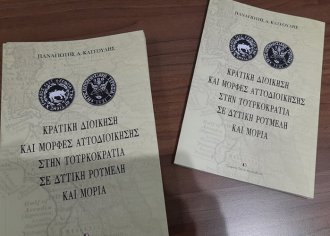 ΠΑΝΑΓΙΩΤΗΣ Δ. ΚΑΤΣΟΥΛΗΣ
ΚΡΑΤΙΚΗ ΔΙΟΙΚΗΣΗ
ΚΑΙ ΜΟΡΦΕΣ ΑΥΤΟΔΙΟΙΚΗΣΗΣ
ΣΤΗΝ ΤΟΥΡΚΟΚΡΑΤΙΑ
ΣΕ ΔΥΤΙΚΗ ΡΟΥΜΕΛΗ
ΚΑΙ ΜΟΡΙΑ
ΠΑΝΑΓΙΩΤΗΣ Δ. ΚΑΤΣΟΥΛΗΣ
ΚΡΑΤΙΚΗ ΔΙΟΙΚΗΣΗ
ΚΑΙ ΜΟΡΦΕΣ ΑΥΤΟΔΙΟΙΚΗΣΗΣ
ΣΤΗΝ ΤΟΥΡΚΟΚΡΑΤΙΑ
ΣΕ ΔΥΤΙΚΗ ΡΟΥΜΕΛΗ
ΚΑΙ ΜΟΡΙΑ